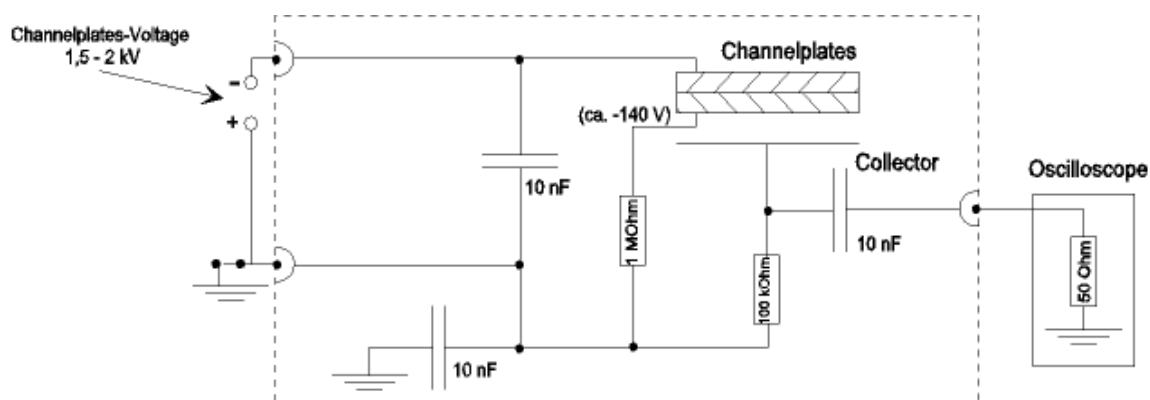 Channelplates-Voltage
1,5 - 2 kV
-
+
Channelplates
(ca. -140 V)
10 nF
1 MOhm
Collector
10 nF
100 kOhm
Oscilloscope
50 Ohm
10 nF